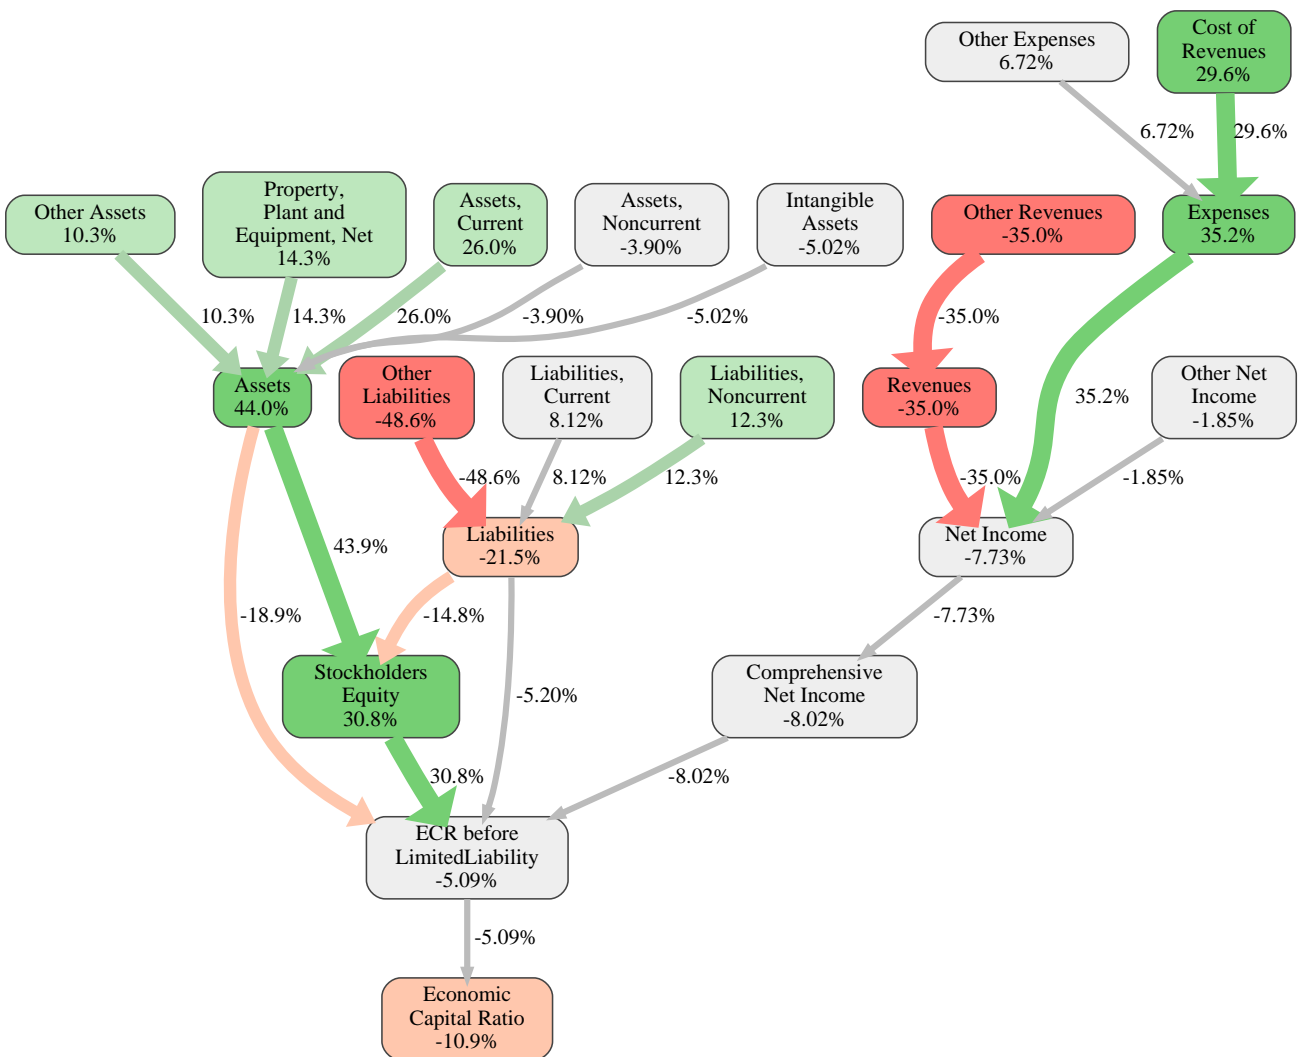 Other Expenses
6.72%
Cost of
Revenues
29.6%
6.72%
29.6%
Other Assets
10.3%
Property,
Plant and
Equipment, Net
14.3%
Assets,
Current
26.0%
Assets,
Noncurrent
-3.90%
Intangible
Assets
-5.02%
Other Revenues
-35.0%
Expenses
35.2%
10.3%
14.3%
26.0%
-3.90%
-5.02%
-35.0%
35.2%
Assets
44.0%
Other
Liabilities
-48.6%
Liabilities,
Current
8.12%
Liabilities,
Noncurrent
12.3%
Revenues
-35.0%
Other Net
Income
-1.85%
-48.6%
8.12%
12.3%
-35.0%
-1.85%
43.9%
Liabilities
-21.5%
Net Income
-7.73%
-18.9%
-14.8%
-5.20%
-7.73%
Stockholders
Equity
30.8%
Comprehensive
Net Income
-8.02%
30.8%
-8.02%
ECR before
LimitedLiability
-5.09%
-5.09%
Economic
Capital Ratio
-10.9%